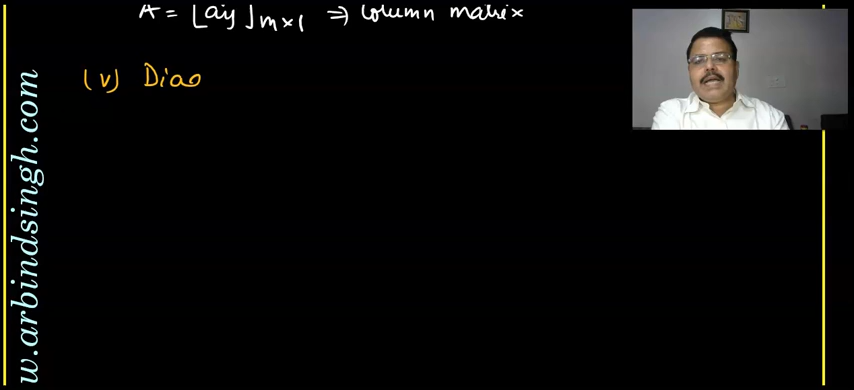 A = [aij]m×1 ⇒ Column matrix
(v) Diag
w.arbindsingh.com